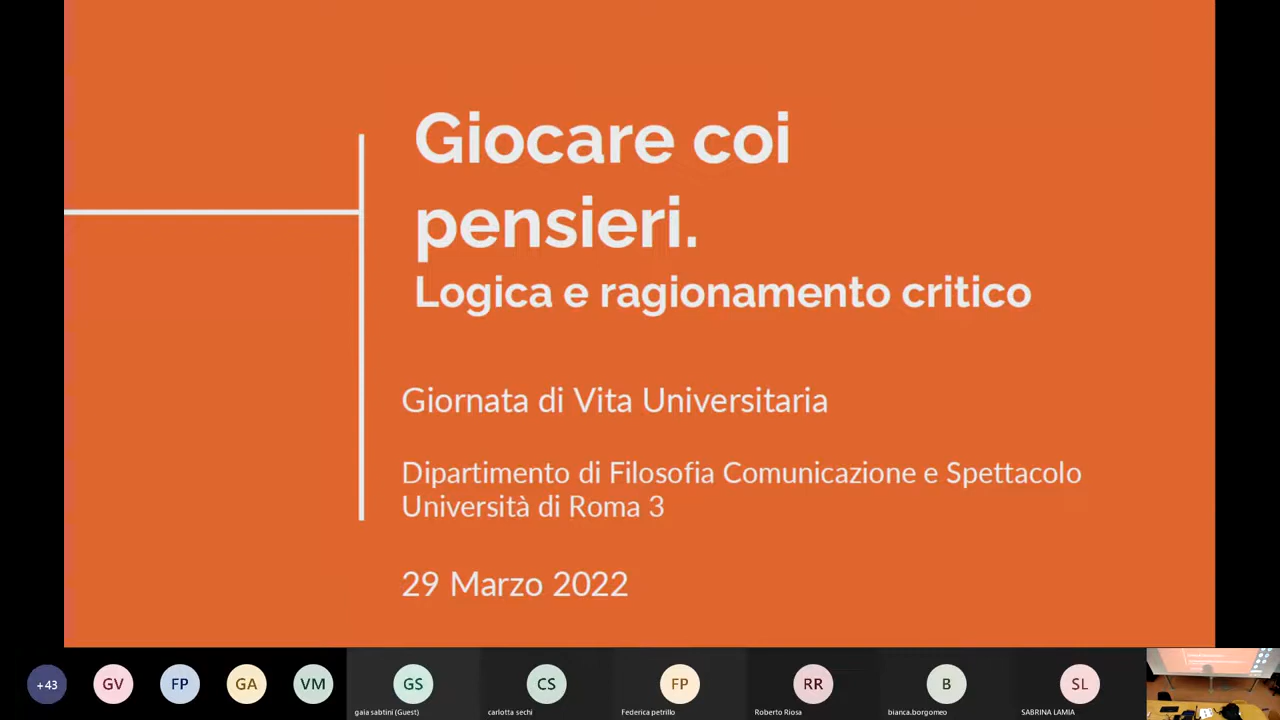 Giocare coi
pensieri.
Logica e ragionamento critico
Giornata di Vita Universitaria
Dipartimento di Filosofia Comunicazione e Spettacolo
Università di Roma 3
29 Marzo 2022
+43
GV
FP
GA
VM
GS
CS
FP
RR
B
SL
gaia sabtini (Guest)
carlotta sechi
Federica petrillo
Roberto Riosa
bianca.borgomeo
SABRINA LAMIA